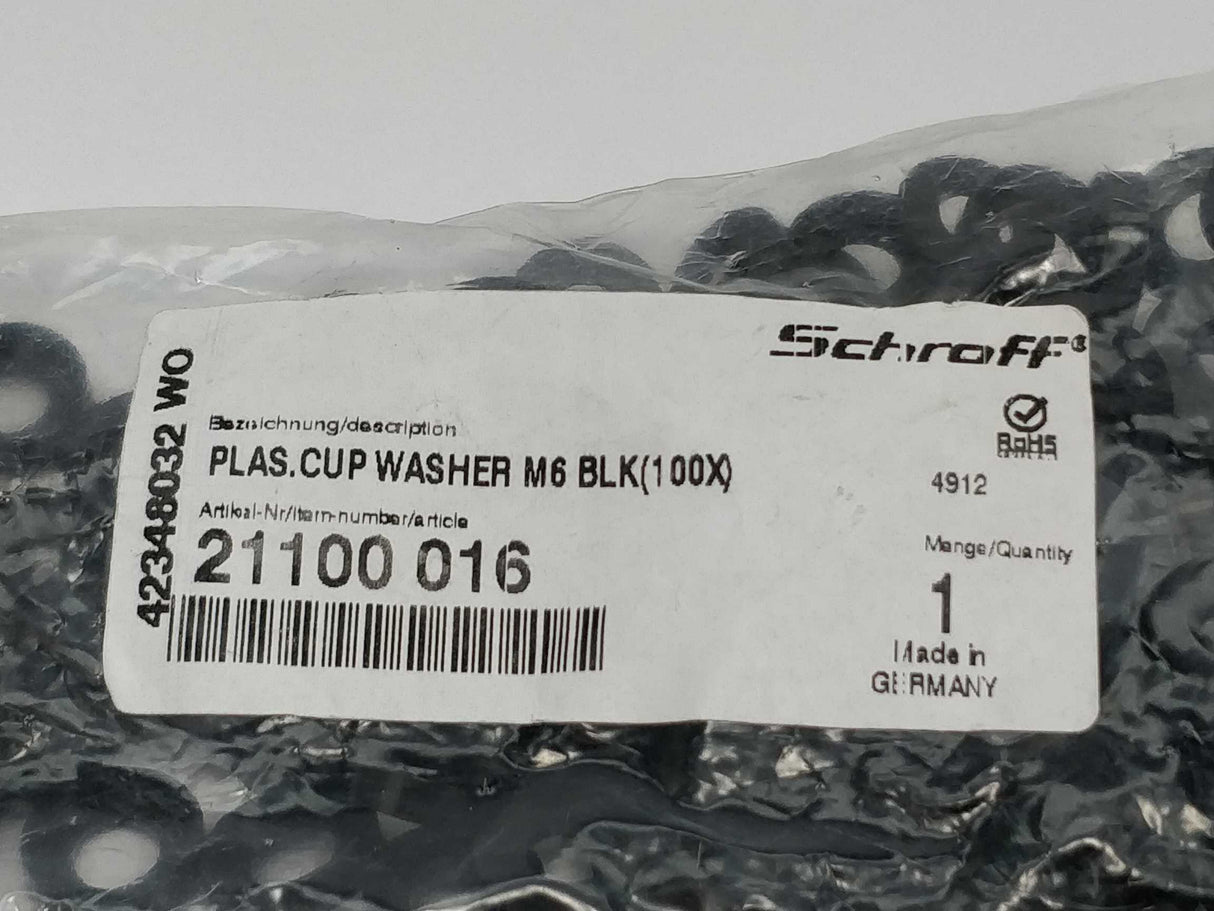 Schroff®
42348032 WO
Bezeichnung/description
PLAS.CUP WASHER M6 BLK(100X)
RoHS
4912
Artikel-Nr/Item-number/article
21100 016
Menge/Quantity
1
Made in
GERMANY